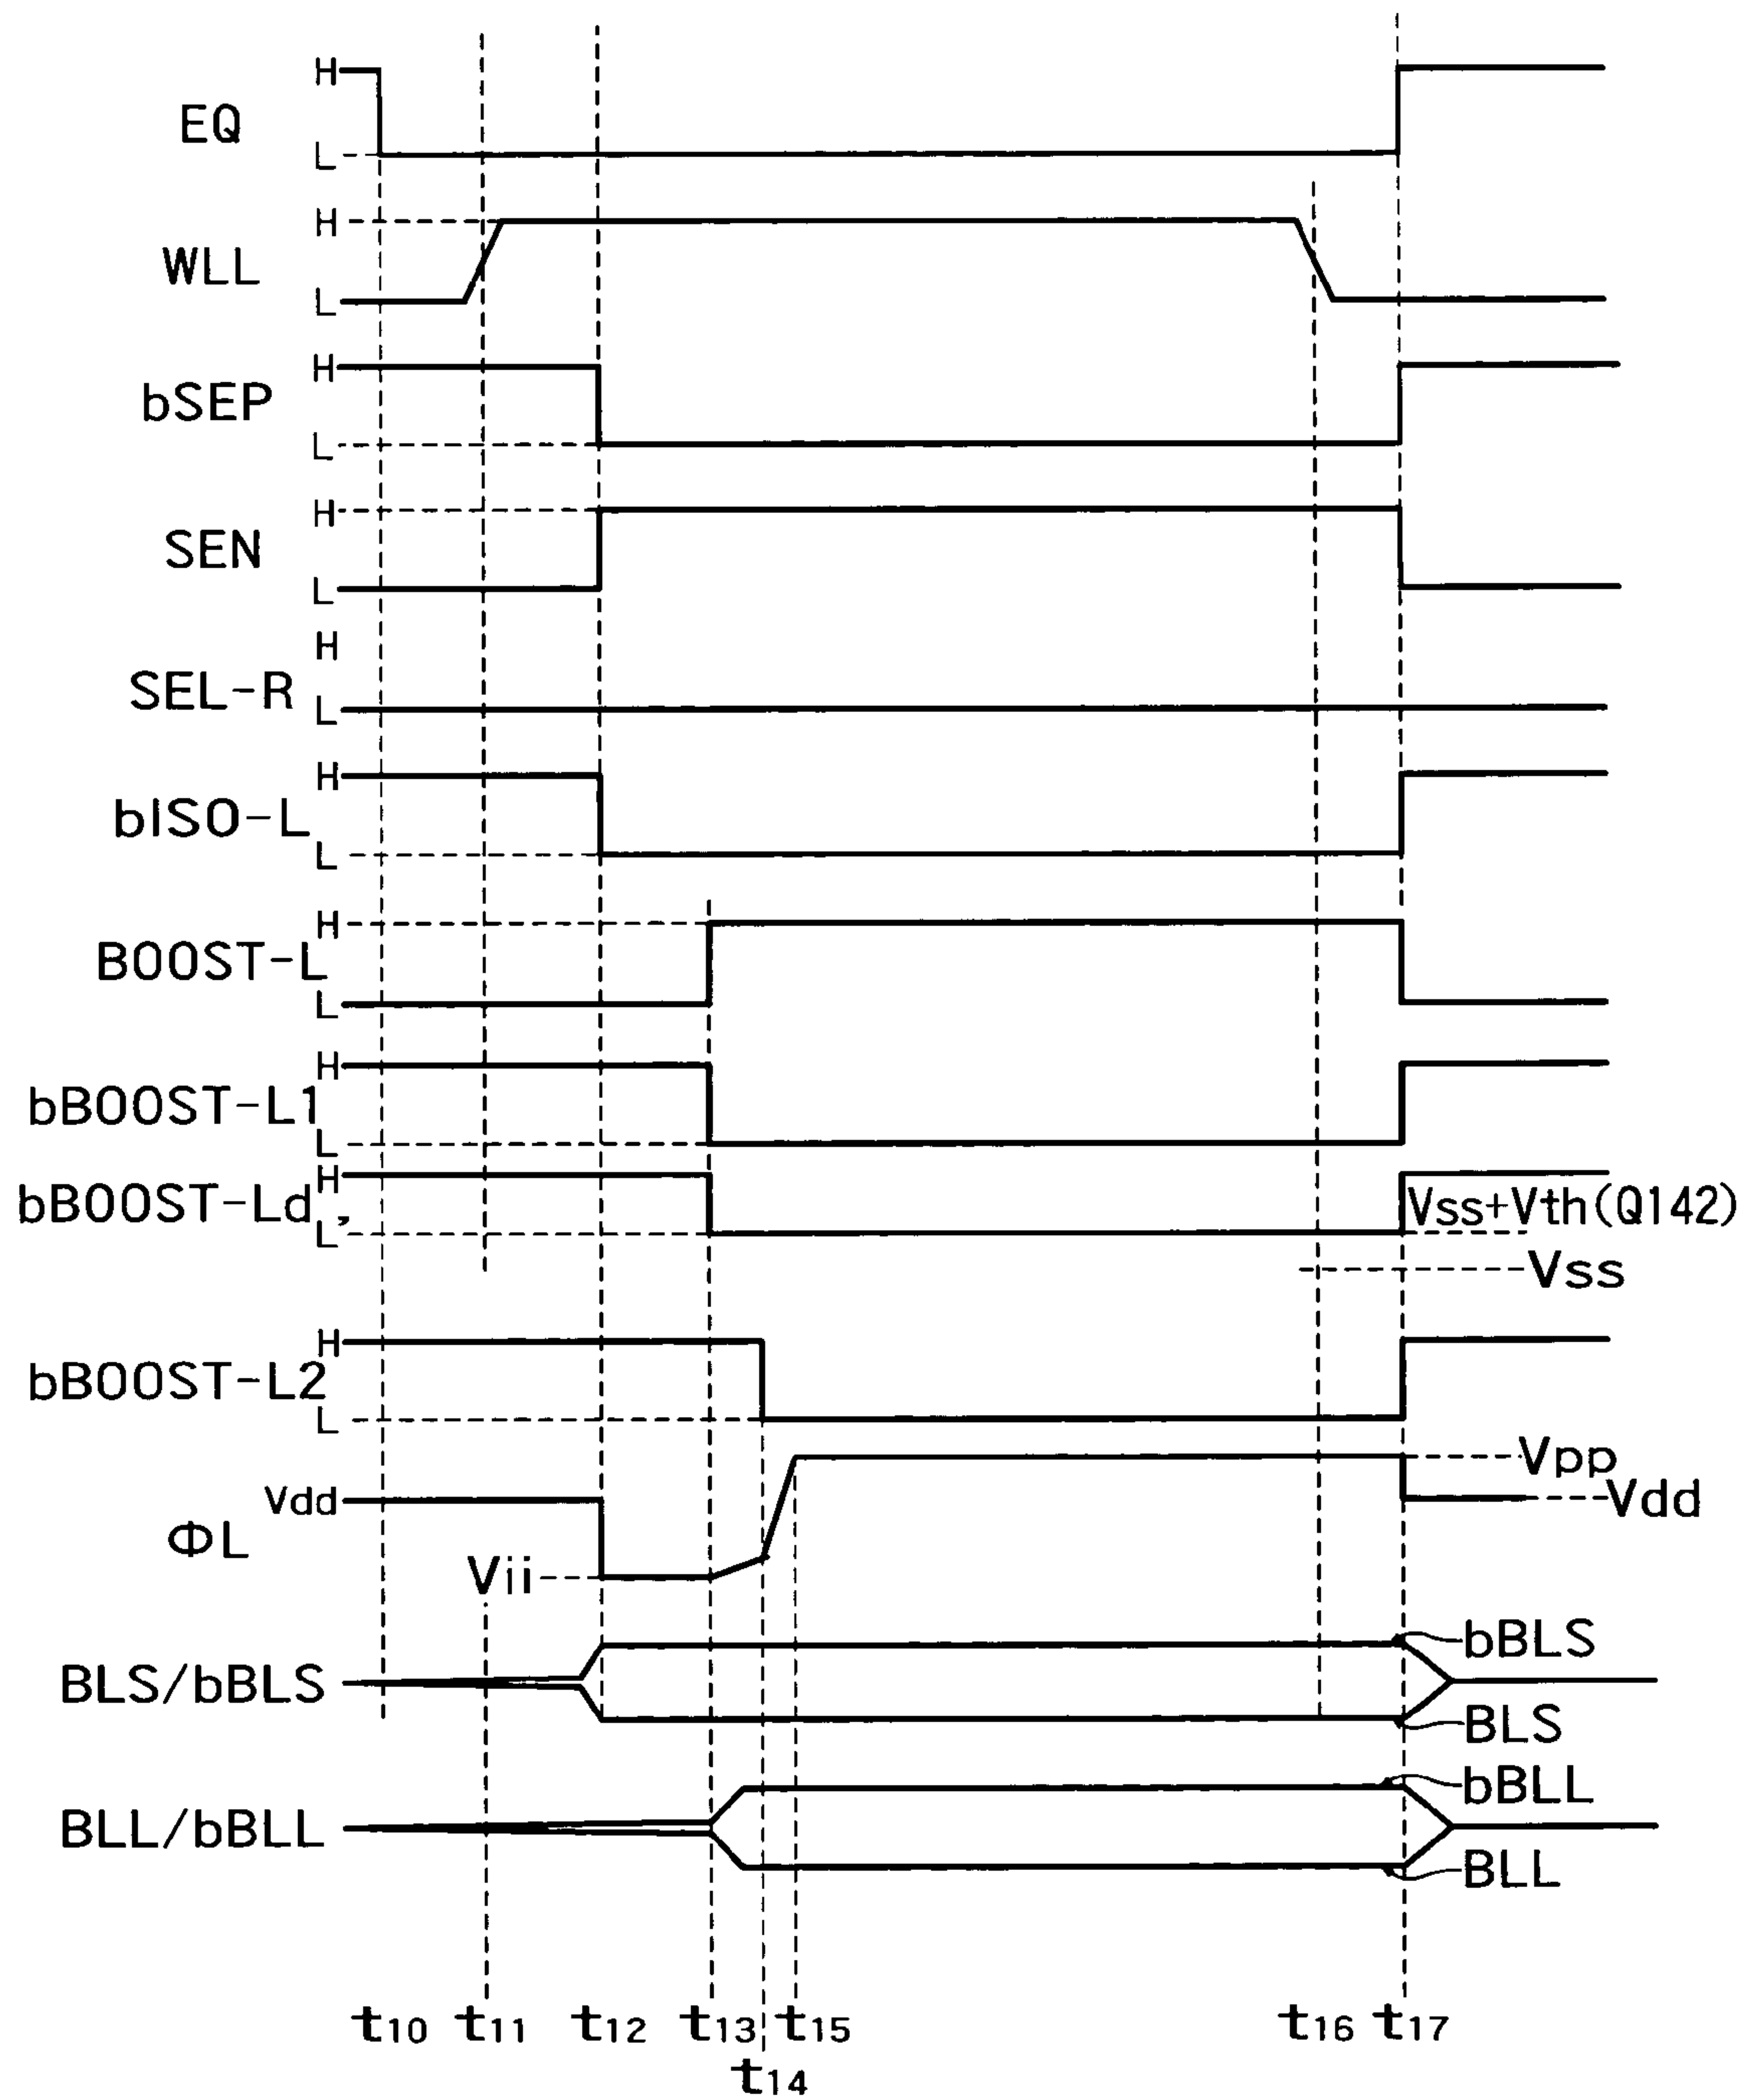 H
EQ
L
H
WLL
L
H
bSEP
L
H
SEN
L
H
SEL-R
L
H
bISO-L
L
H
BOOST-L
L
H
bBOOST-L1
L
H
bBOOST-Ld,
L'
Vss+Vth(Q142)
Vss
H
bBOOST-L2
L
Vpp
Vdd
Vdd
ΦL
Vii
bBLS
BLS/bBLS
BLS
bBLL
BLL/bBLL
BLL
t10 t11 t12 t13 t15 t16 t17
t14